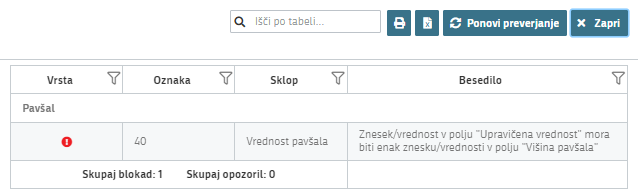 Išči po tabeli...
Ponovi preverjanje
Zapri
Vrsta
Oznaka
Sklop
Besedilo
Pavšal
40
Vrednost pavšala
Znesek/vrednost v polju "Upravičena vrednost" mora
biti enak znesku/vrednosti v polju "Višina pavšala"
Skupaj blokad: 1
Skupaj opozoril: 0